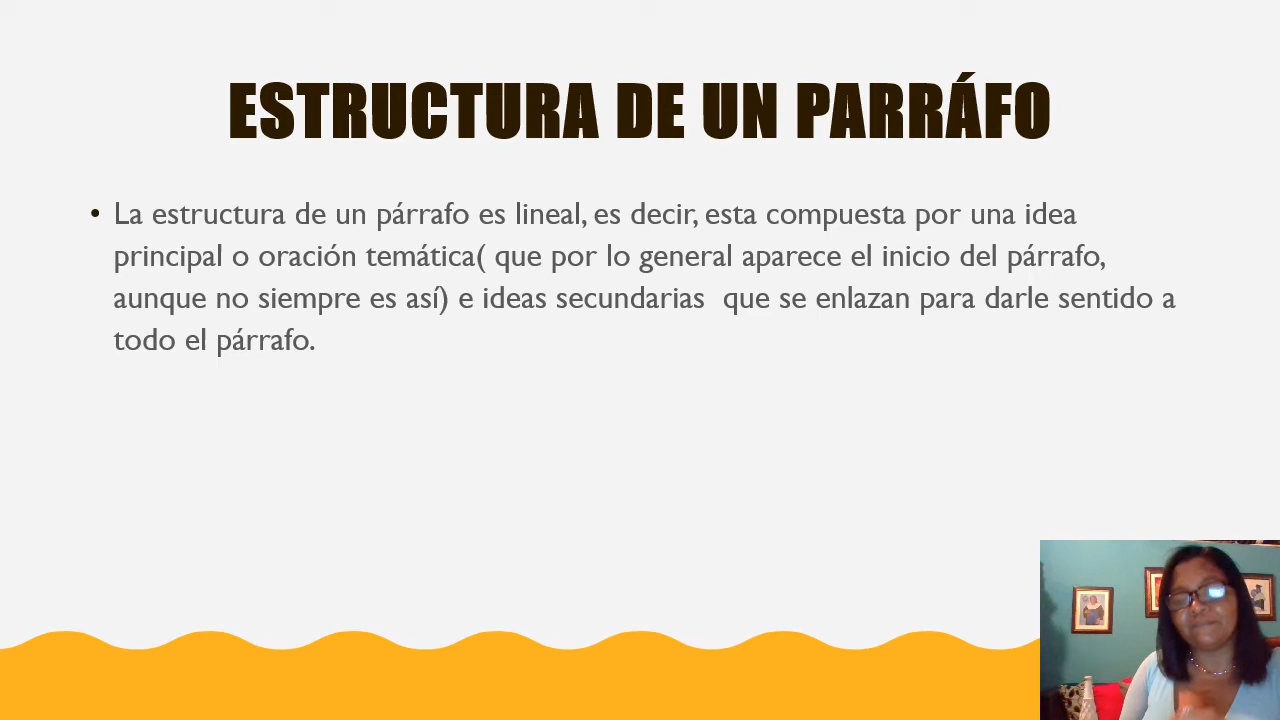 ESTRUCTURA DE UN PARRÁFO
• La estructura de un párrafo es lineal, es decir, esta compuesta por una idea
principal o oración temática( que por lo general aparece el inicio del párrafo,
aunque no siempre es así) e ideas secundarias  que se enlazan para darle sentido a
todo el párrafo.